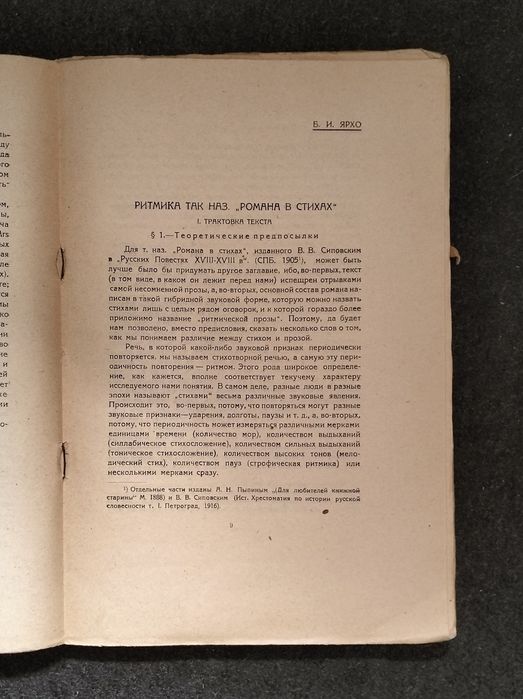 Б. И. ЯРХО
РИТМИКА ТАК НАЗ. „РОМАНА В СТИХАХ“
I. ТРАКТОВКА ТЕКСТА
§ 1.—Теоретические предпосылки
Для т. наз. „Романа в стихах“, изданного В. В. Сиповским
в „Русских Повестях XVII-XVIII в“. (СПБ. 1905¹), может быть
лучше было бы придумать другое заглавие, ибо, во-первых, текст
(в том виде, в каком он лежит перед нами) испещрен отрывками
самой несомненной прозы, а, во-вторых, основной состав романа на-
писан в такой гибридной звуковой форме, которую можно назвать
стихами лишь с целым рядом оговорок, и к которой гораздо более
приложимо название „ритмической прозы“. Поэтому, да будет
нам позволено, вместо предисловия, сказать несколько слов о том,
как мы понимаем различие между стихом и прозой.
Речь, в которой какой-либо звуковой признак периодически
повторяется, мы называем стихотворной речью, а самую эту пери-
одичность повторения — ритмом. Этого рода широкое определе-
ние, как кажется, вполне соответствует текучему характеру
исследуемого нами понятия. В самом деле, разные люди в разные
эпохи называют „стихами“ весьма различные звуковые явления.
Происходит это, во-первых, потому, что повторяться могут разные
звуковые признаки—ударения, долготы, паузы и т. д., а, во-вторых,
потому, что периодичность может измеряться различными мерками
единицами времени (количество мор), количеством выдыханий
(силлабическое стихосложение), количеством сильных выдыханий
(тоническое стихосложение), количеством высоких тонов (мело-
дический стих), количеством пауз (строфическая ритмика) или
несколькими мерками сразу.
¹) Отдельные части изданы А. Н. Пыпиным „(Для любителей книжной
старины“ М. 1888) и В. В. Сиповским (Ист. Хрестоматия по истории русской
словесности т. I. Петроград, 1916).
9